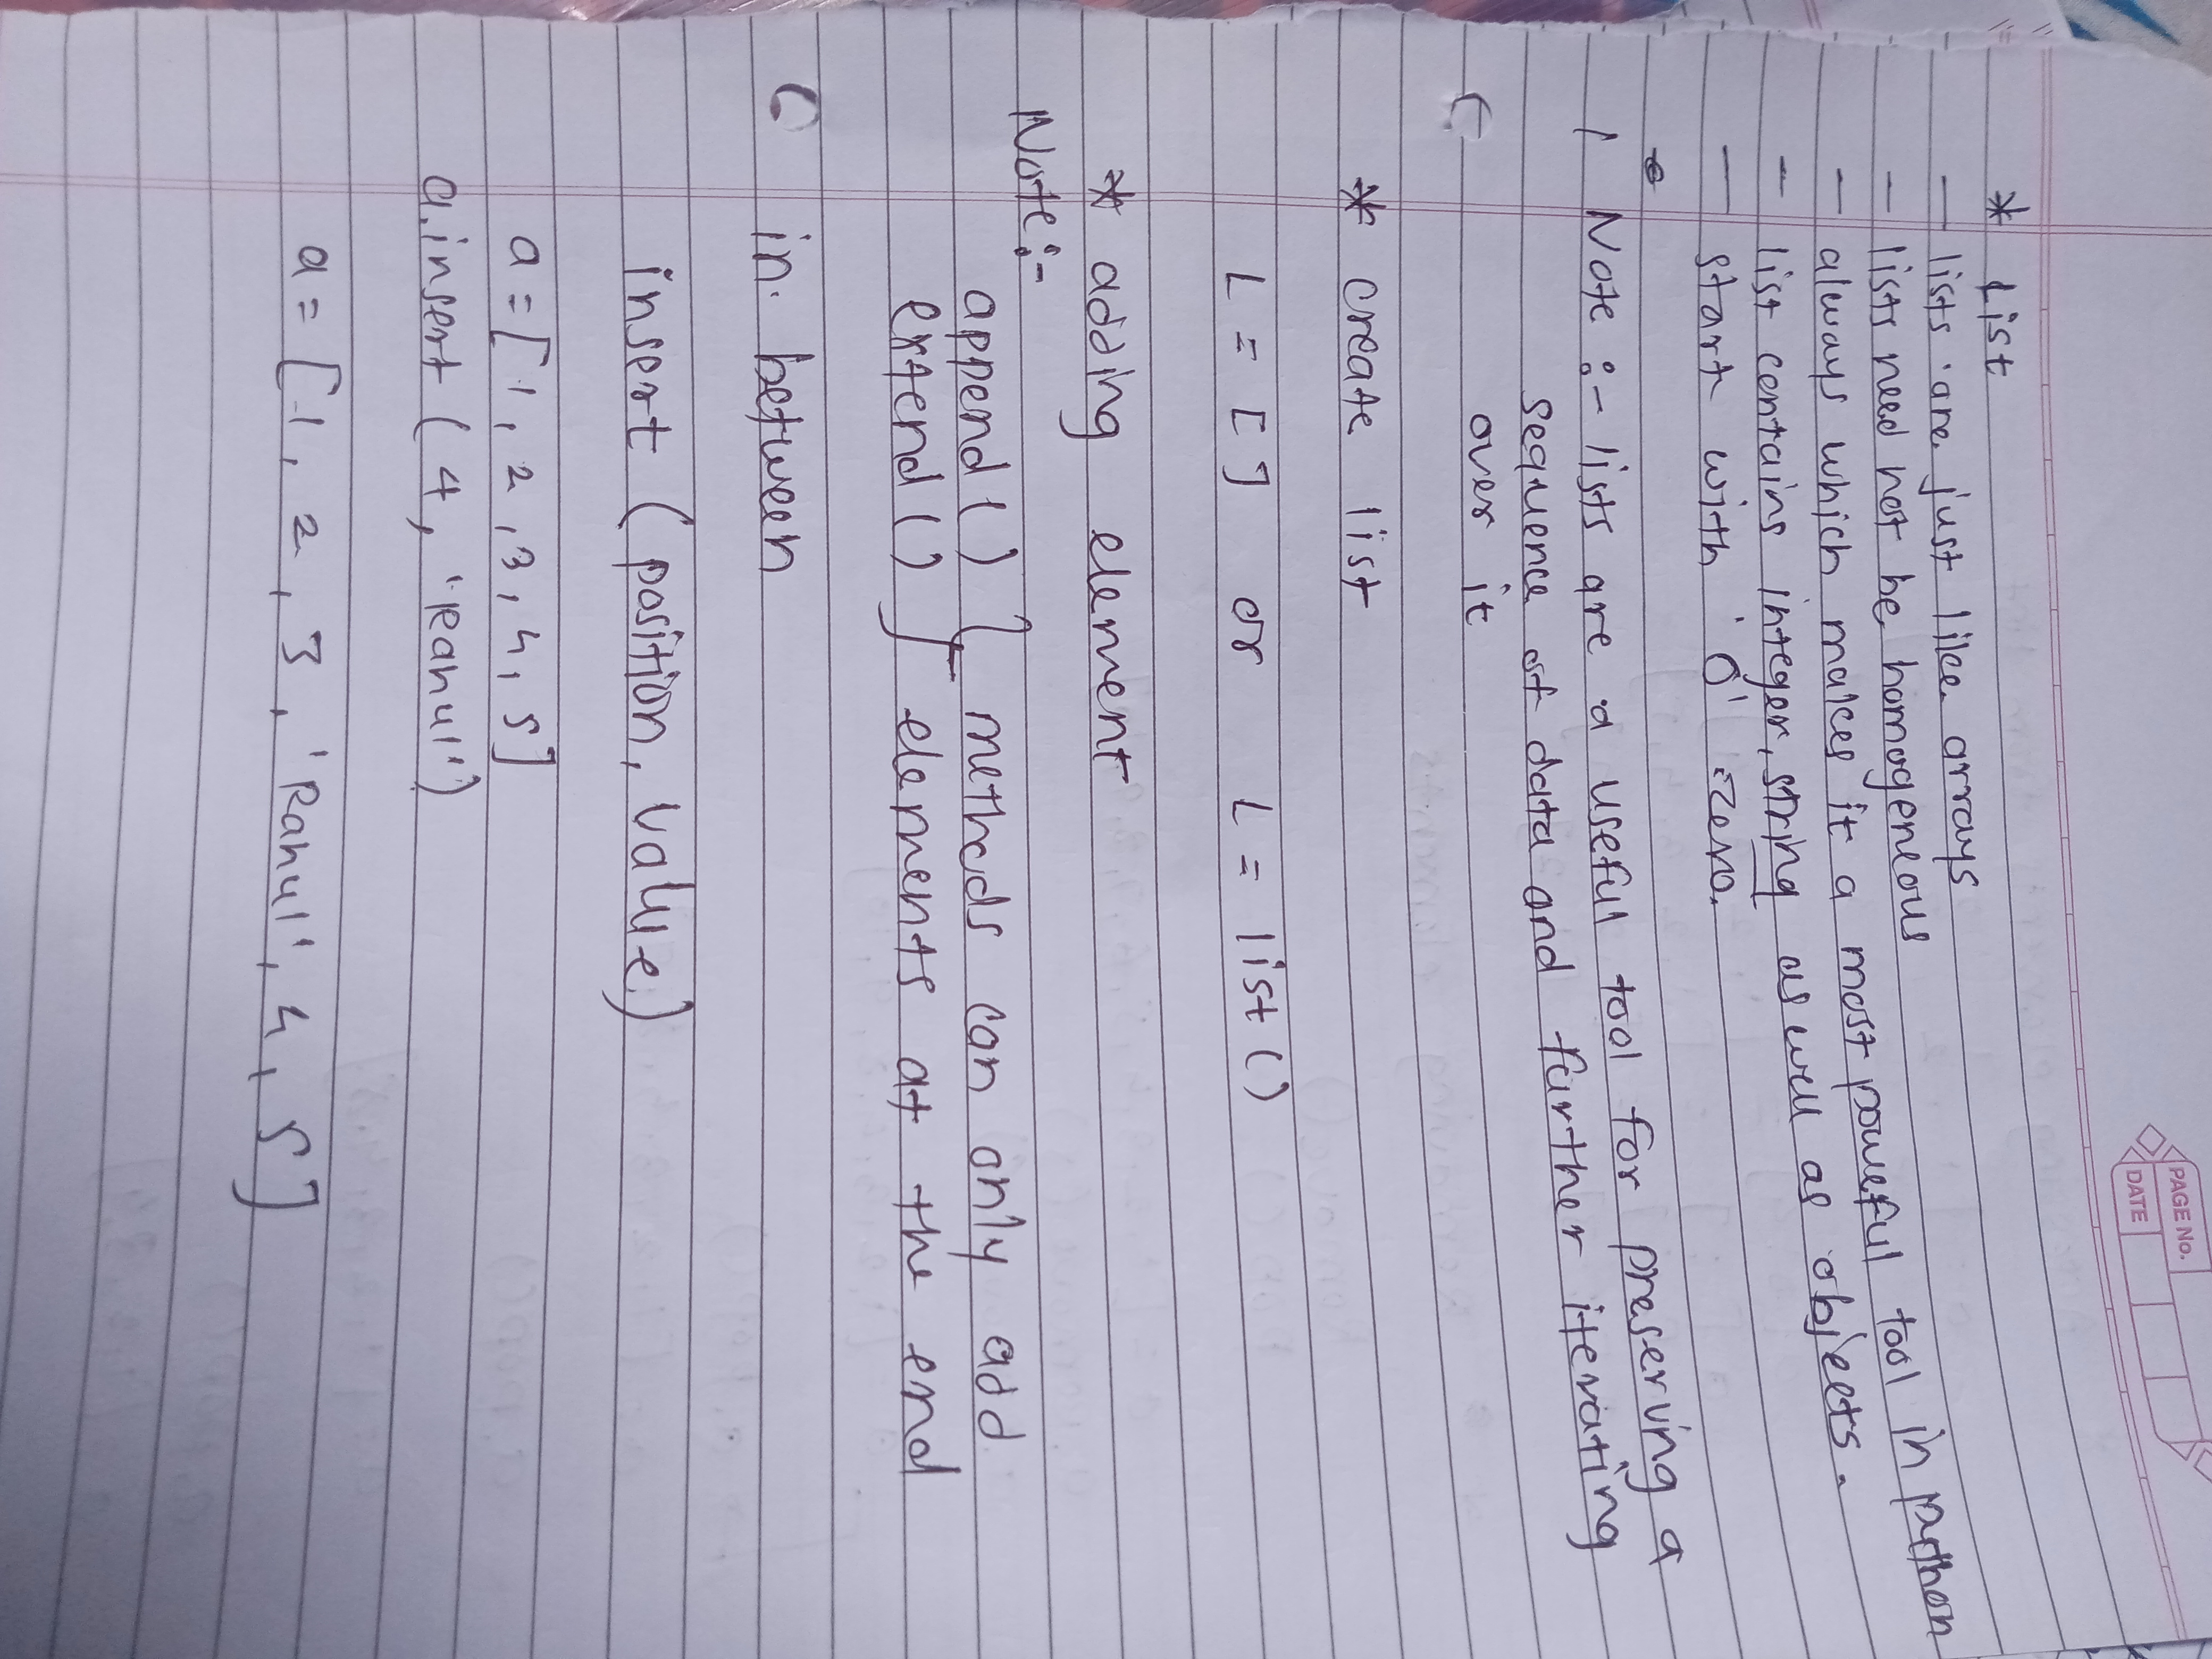 PAGE No.
DATE
* List
— lists are just like arrays
— lists need not be homogeneous
— always which makes it a most poweful tool in python
— list contains integer, string as well as objects.
— start with '0' zero.
Note :- lists are a useful tool for preserving a
sequence of data and further iterating
over it
* create list
L = [ ] or L = list ()
* adding element
Note :-
append () } methods can only add
extend () } elements at the end
in between
insert ( position, value )
a = [ 1, 2, 3, 4, 5 ]
a.insert ( 4, "Rahul" )
a = [ 1, 2, 3, 'Rahul', 4, 5 ]